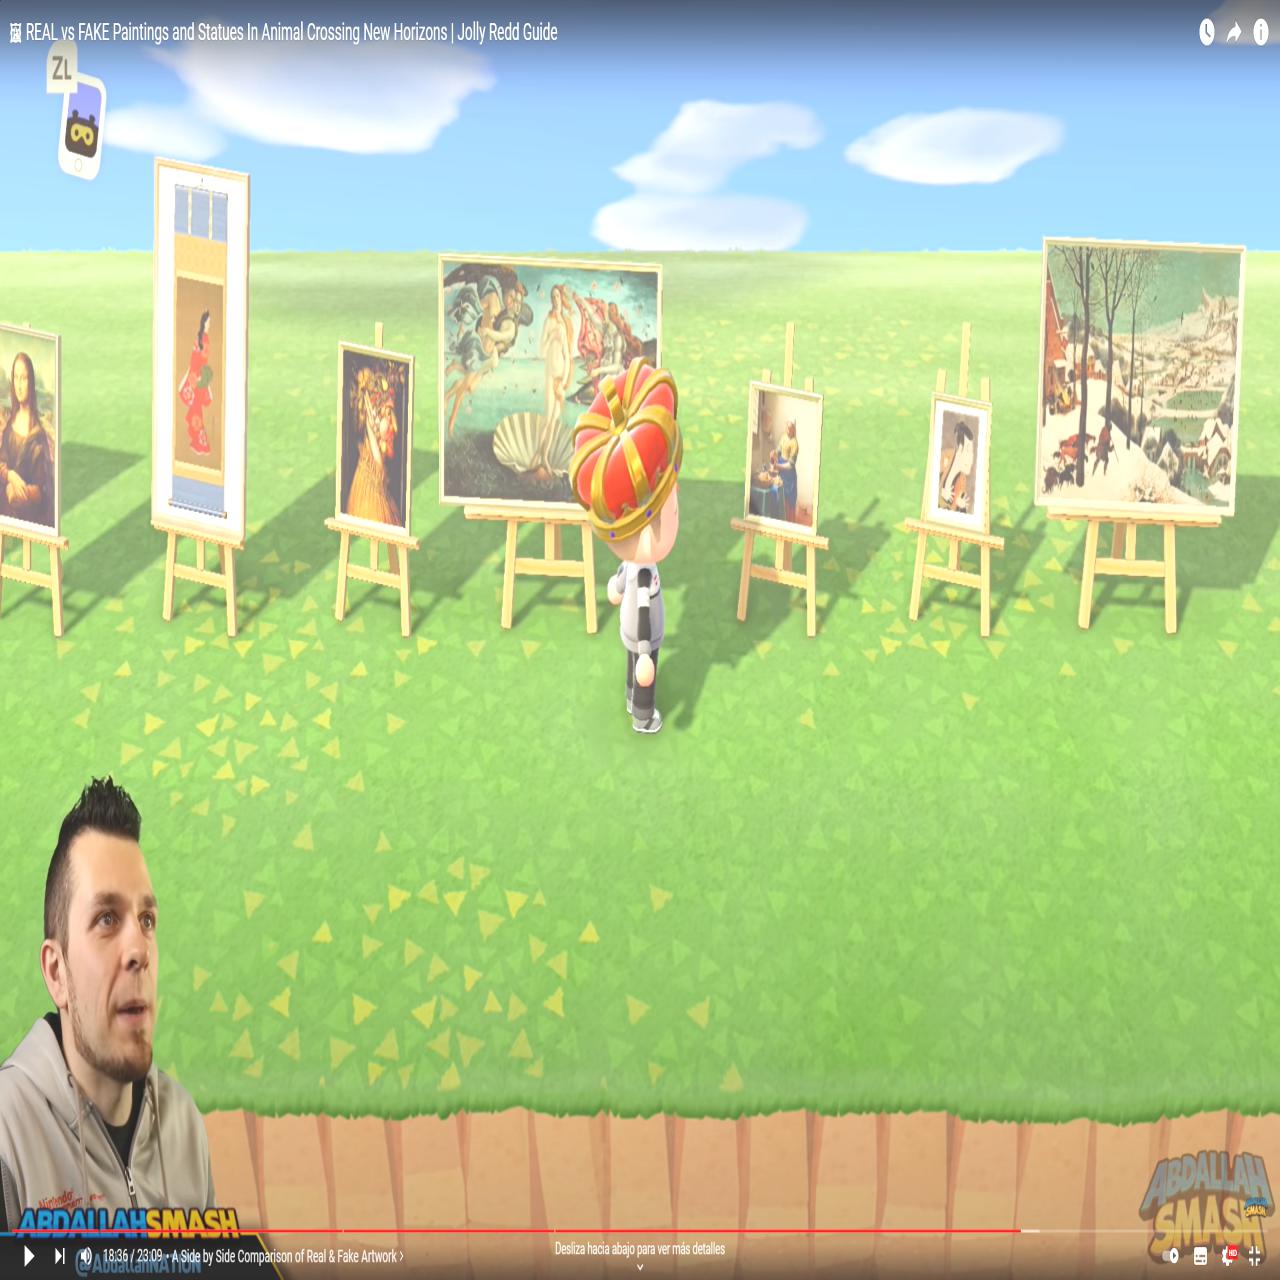 REAL vs FAKE Paintings and Statues In Animal Crossing New Horizons | Jolly Redd Guide
ZL
Nintendo
ABDALLAHSMASH
@AbdallahNATION
ABDALLAH
SMASH
18:36 / 23:09 • A Side by Side Comparison of Real & Fake Artwork
Desliza hacia abajo para ver más detalles
HD